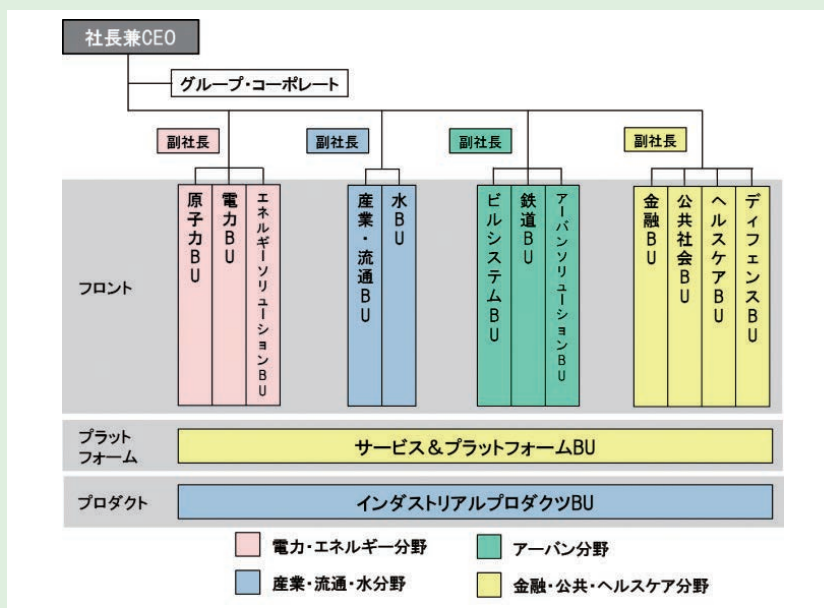 社長兼CEO
グループ・コーポレート
副社長
副社長
副社長
副社長
フロント
原子力BU
電力BU
エネルギーソリューションBU
産業・流通BU
水BU
ビルシステムBU
鉄道BU
アーバンソリューションBU
金融BU
公共社会BU
ヘルスケアBU
ディフェンスBU
プラット
フォーム
サービス&プラットフォームBU
プロダクト
インダストリアルプロダクツBU
電力・エネルギー分野
アーバン分野
産業・流通・水分野
金融・公共・ヘルスケア分野